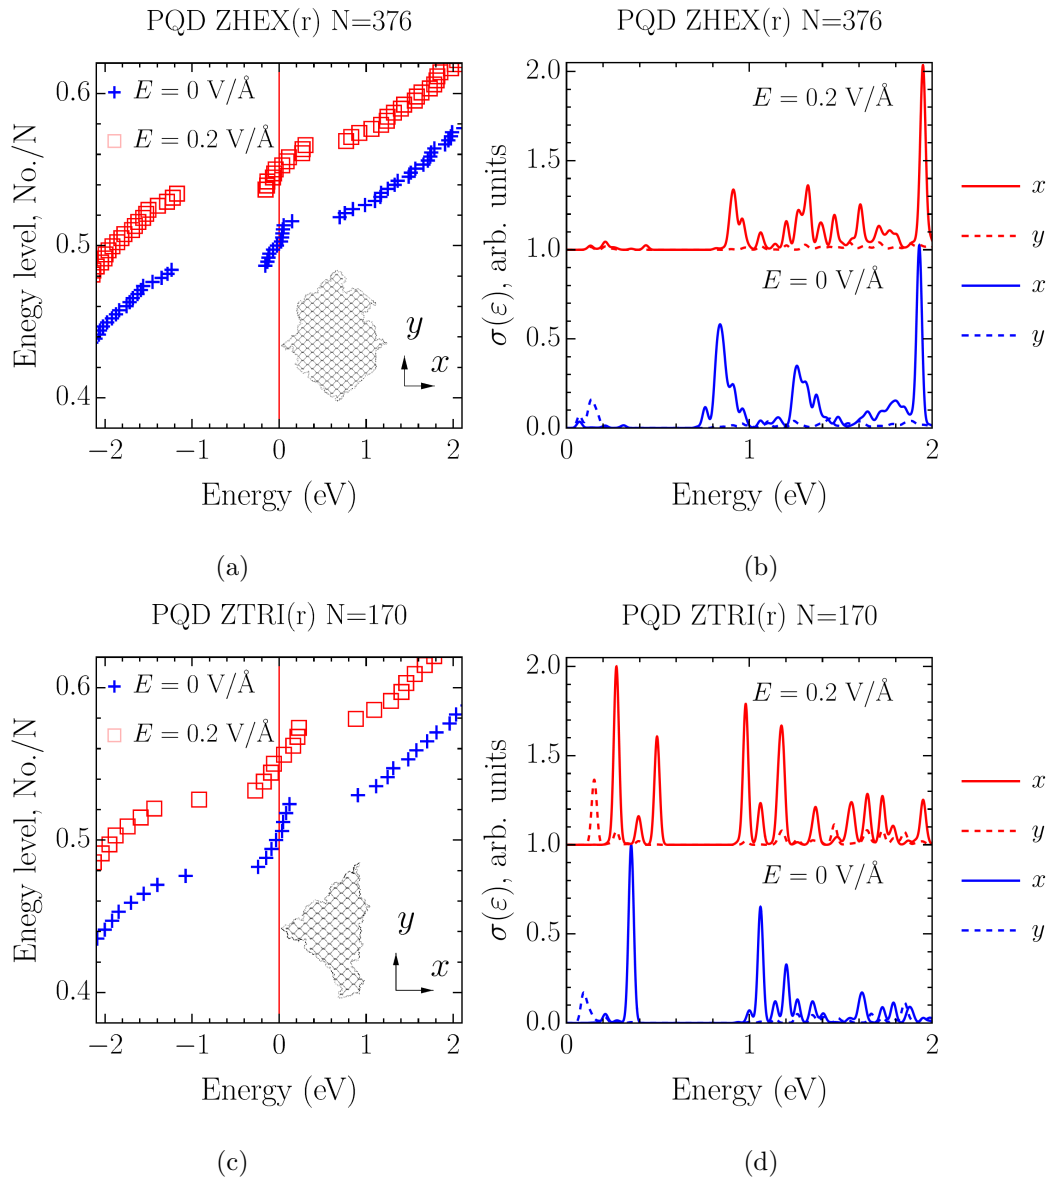 PQD ZHEX(r) N=376
Enegy level, No./N
0.6
0.5
0.4
E = 0 V/Å
E = 0.2 V/Å
y
x
−2
−1
0
1
2
Energy (eV)
(a)
PQD ZHEX(r) N=376
σ(ε), arb. units
2.0
1.5
1.0
0.5
0.0
E = 0.2 V/Å
E = 0 V/Å
0
1
2
Energy (eV)
x
y
x
y
(b)
PQD ZTRI(r) N=170
Enegy level, No./N
0.6
0.5
0.4
E = 0 V/Å
E = 0.2 V/Å
y
x
−2
−1
0
1
2
Energy (eV)
(c)
PQD ZTRI(r) N=170
σ(ε), arb. units
2.0
1.5
1.0
0.5
0.0
E = 0.2 V/Å
E = 0 V/Å
0
1
2
Energy (eV)
x
y
x
y
(d)